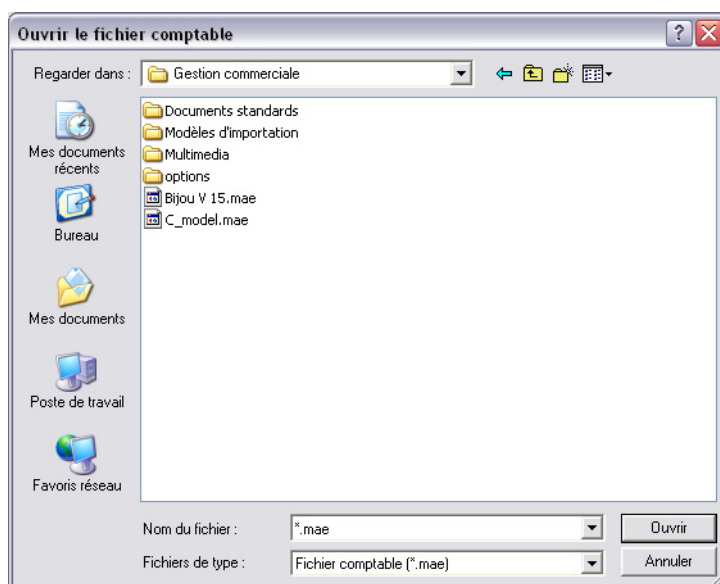 Ouvrir le fichier comptable
Regarder dans :
Gestion commerciale
Mes documents
récents
Bureau
Mes documents
Poste de travail
Favoris réseau
Documents standards
Modèles d'importation
Multimedia
options
Bijou V 15.mae
C_model.mae
Nom du fichier :
*.mae
Ouvrir
Fichiers de type :
Fichier comptable (*.mae)
Annuler